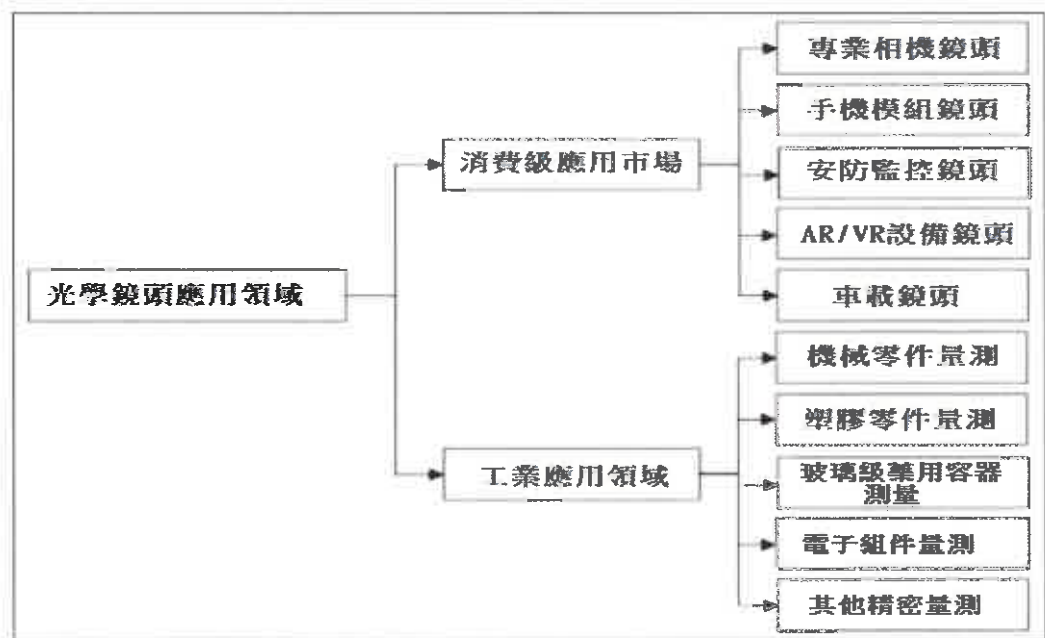 光學鏡頭應用領域
消費級應用市場
專業相機鏡頭
手機模組鏡頭
安防監控鏡頭
AR/VR設備鏡頭
車載鏡頭
工業應用領域
機械零件量測
塑膠零件量測
玻璃級藥用容器
測量
電子組件量測
其他精密量測